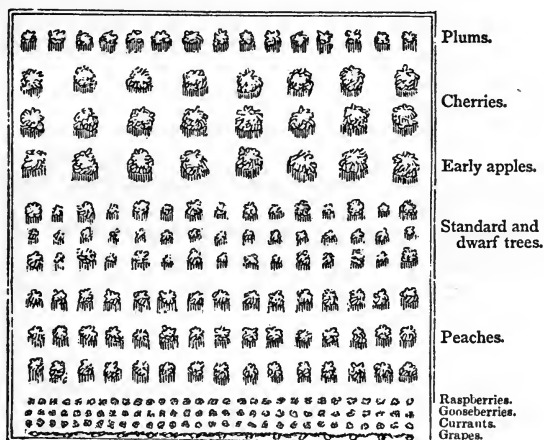 Plums.
Cherries.
Early apples.
Standard and
dwarf trees.
Peaches.
Raspberries.
Gooseberries.
Currants.
Grapes.